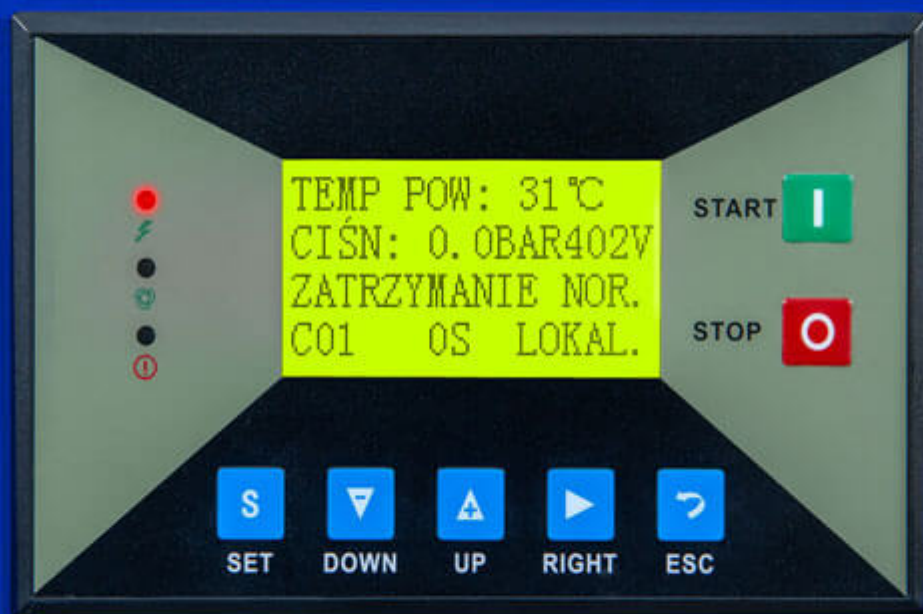 TEMP POW: 31℃
CIŚN: 0.0BAR402V
ZATRZYMANIE NOR.
C01 0S LOKAL.
START
STOP
S
SET
DOWN
UP
RIGHT
ESC